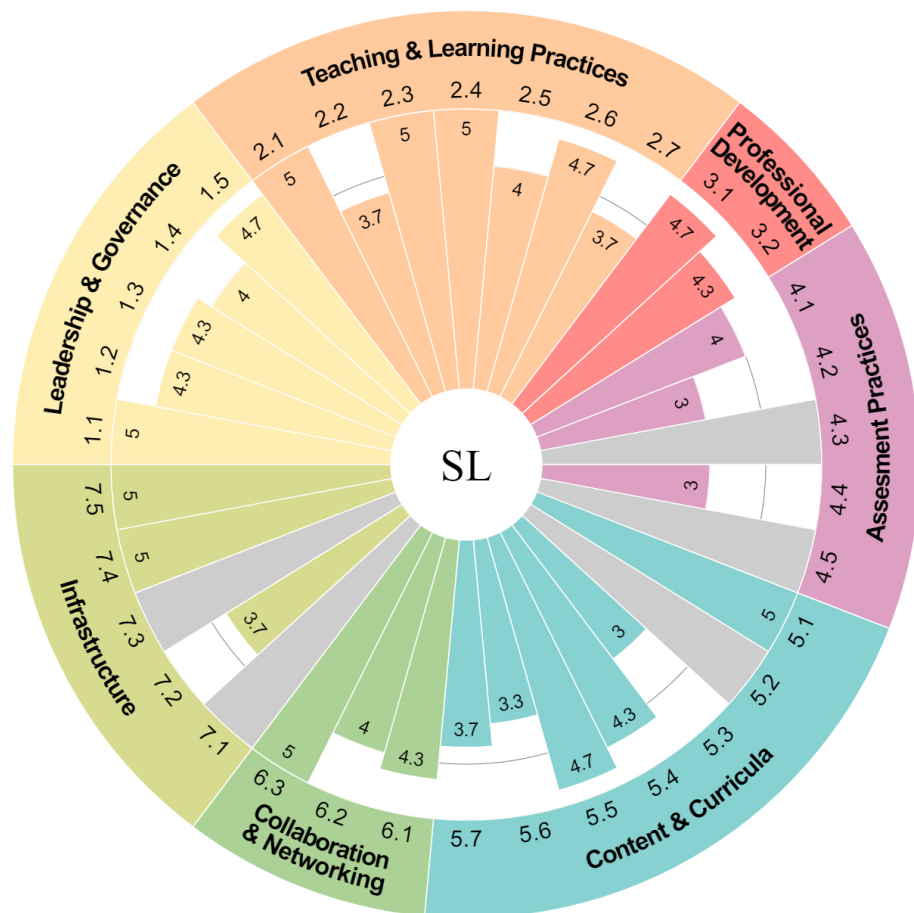 Teaching & Learning Practices
2.1 2.2 2.3 2.4 2.5 2.6 2.7
5 3.7 5 5 4 4.7 3.7
Professional
Development
3.1 3.2
4.7 4.3
Assesment Practices
4.1 4.2 4.3 4.4 4.5
4 3 3
Content & Curricula
5.1 5.2 5.3 5.4 5.5 5.6 5.7
5 3 4.3 4.7 3.3 3.7
Collaboration
& Networking
6.1 6.2 6.3
4.3 4 5
Infrastructure
7.1 7.2 7.3 7.4 7.5
3.7 5 5
Leadership & Governance
1.1 1.2 1.3 1.4 1.5
5 4.3 4.3 4 4.7
SL